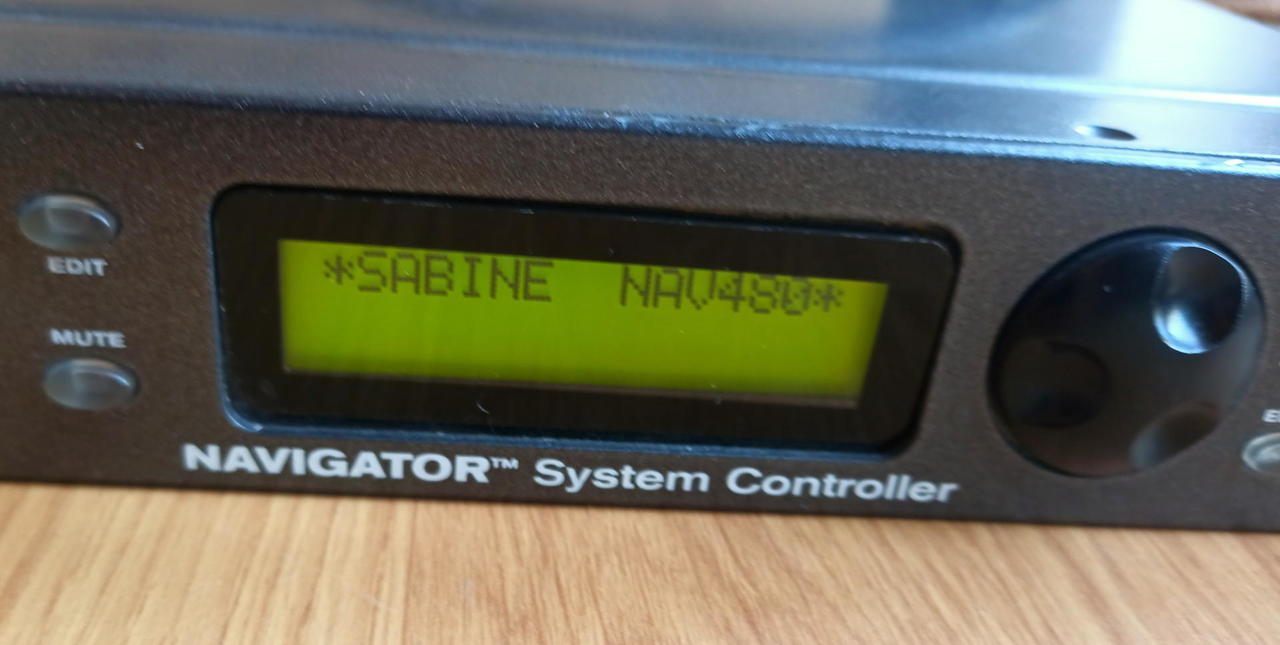 EDIT
*SABINE NAV480*
MUTE
NAVIGATOR™ System Controller